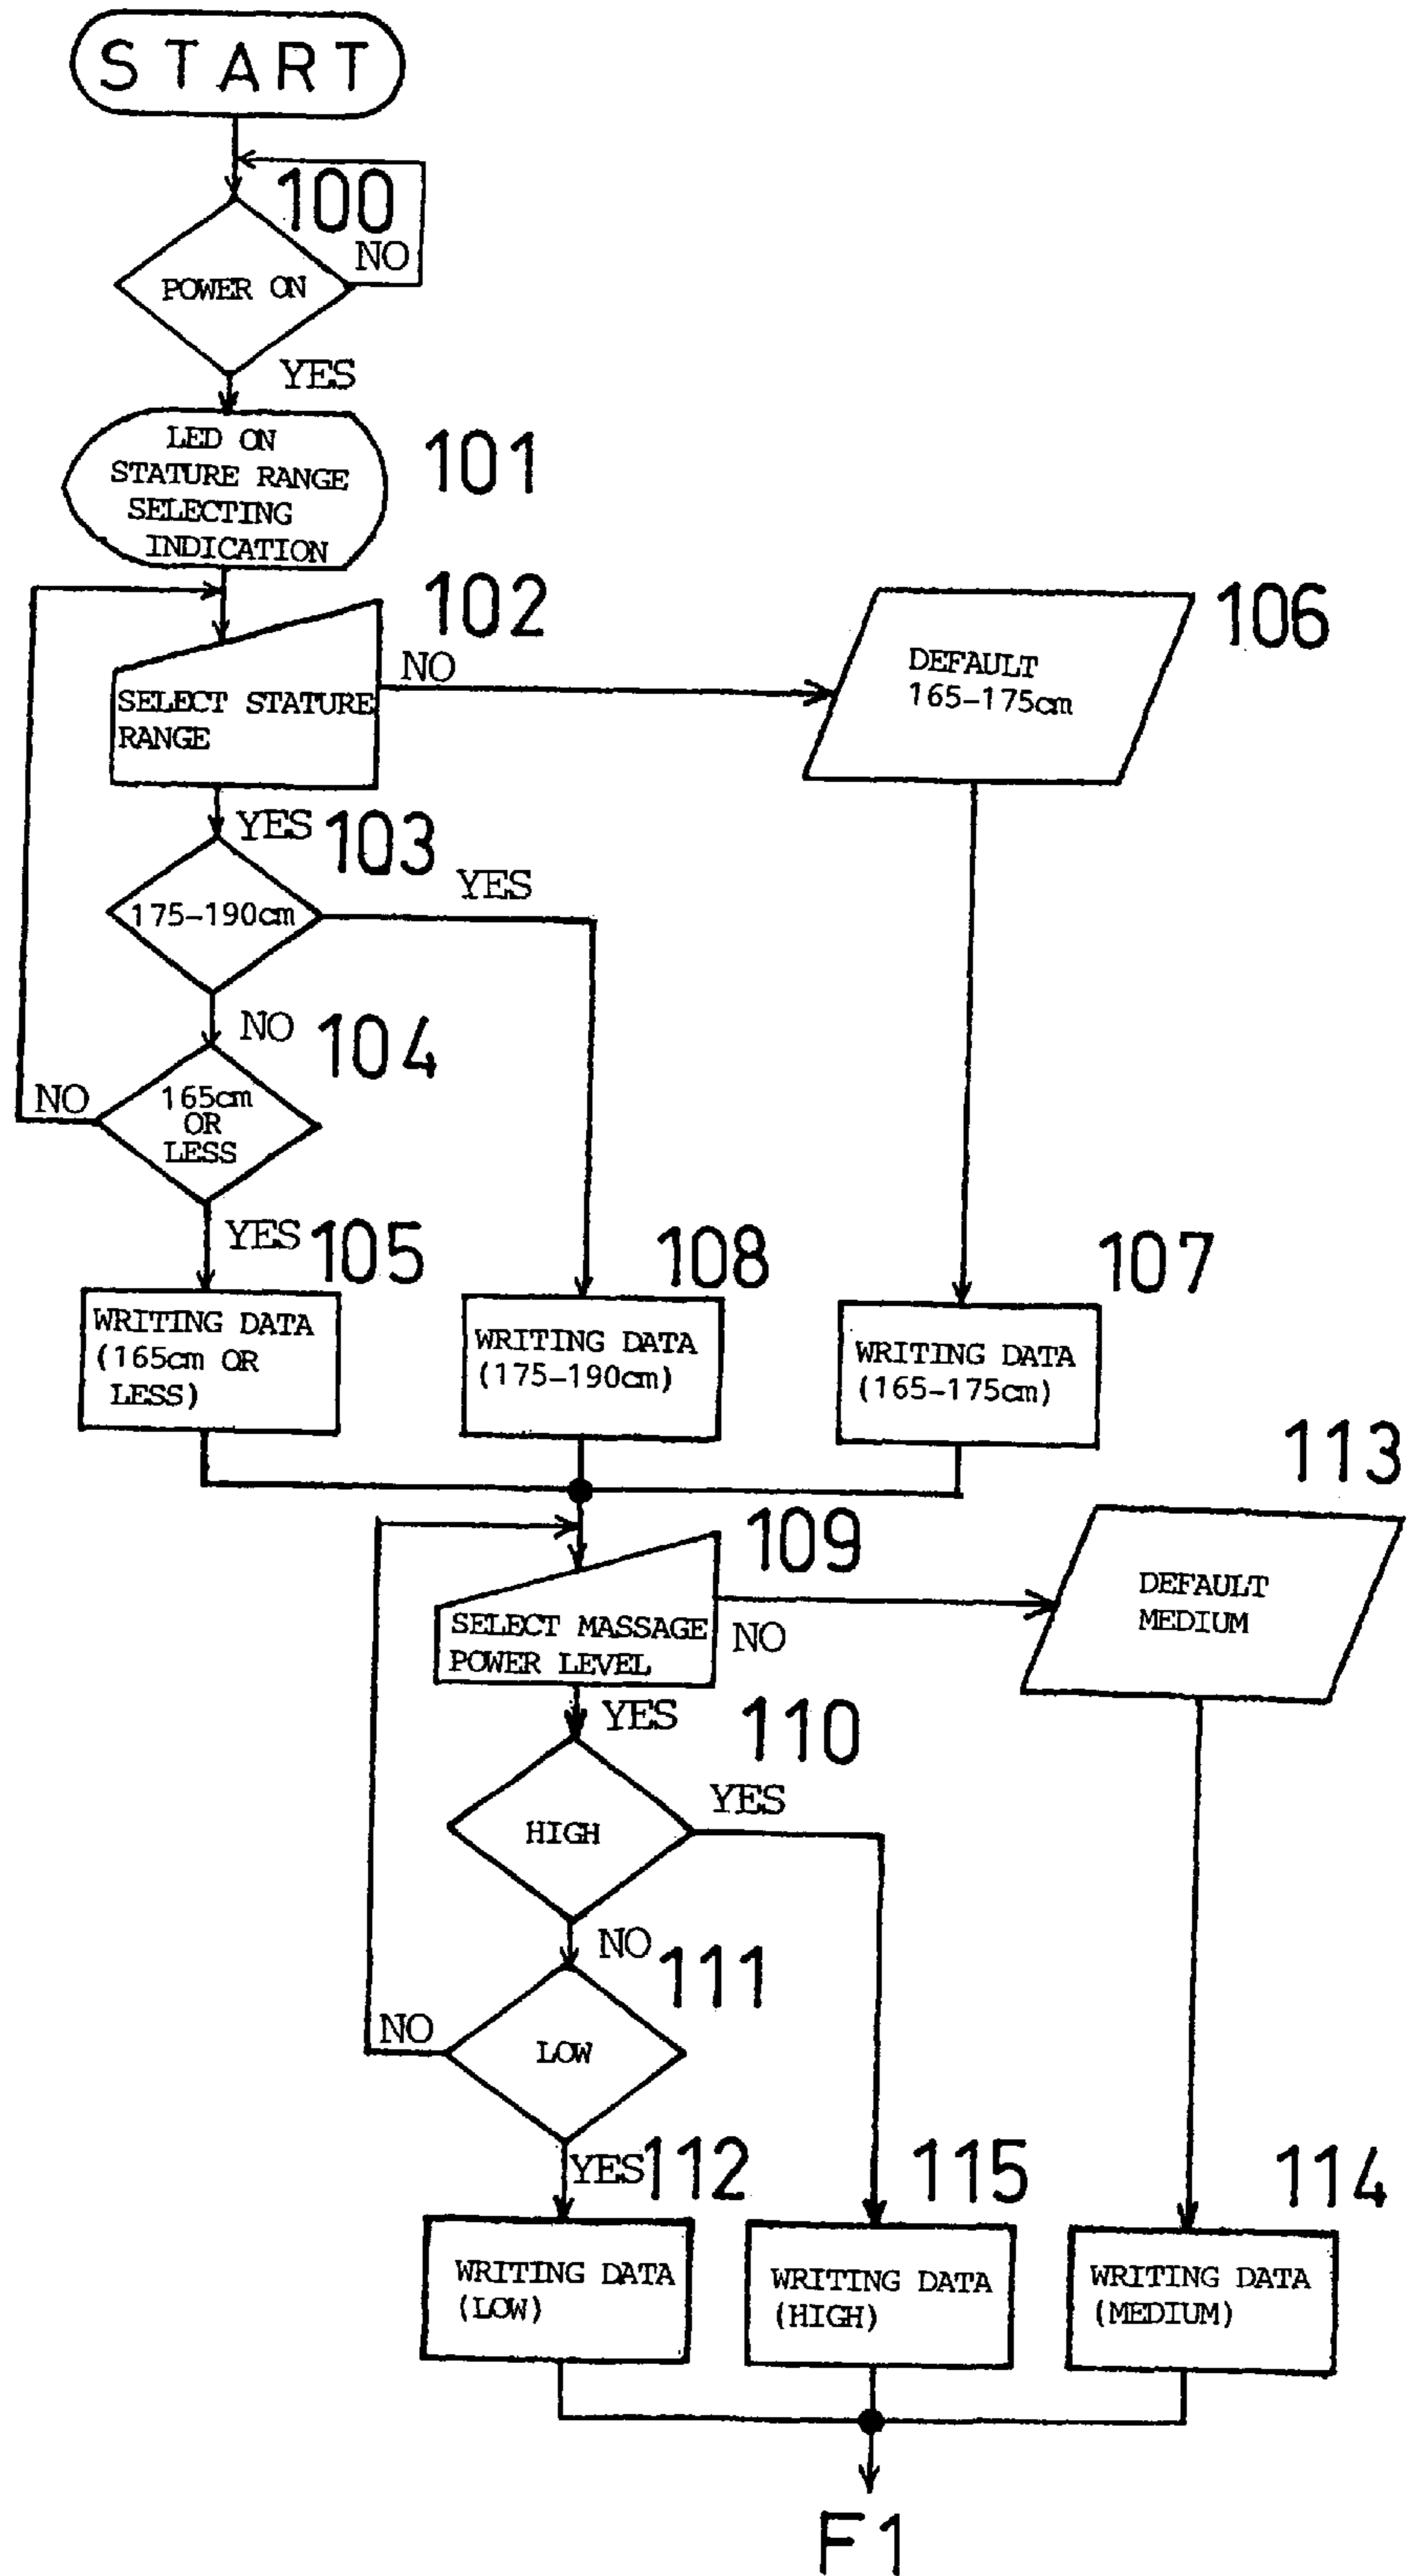 START
100
NO
POWER ON
YES
LED ON
STATURE RANGE
SELECTING
INDICATION
101
102
NO
SELECT STATURE
RANGE
DEFAULT
165-175cm
106
YES
103
YES
175-190cm
NO
104
NO
165cm
OR
LESS
YES
105
108
107
WRITING DATA
(165cm OR
LESS)
WRITING DATA
(175-190cm)
WRITING DATA
(165-175cm)
113
109
SELECT MASSAGE
POWER LEVEL
NO
DEFAULT
MEDIUM
YES
110
YES
HIGH
NO
111
NO
LOW
YES
112
115
114
WRITING DATA
(LOW)
WRITING DATA
(HIGH)
WRITING DATA
(MEDIUM)
F1